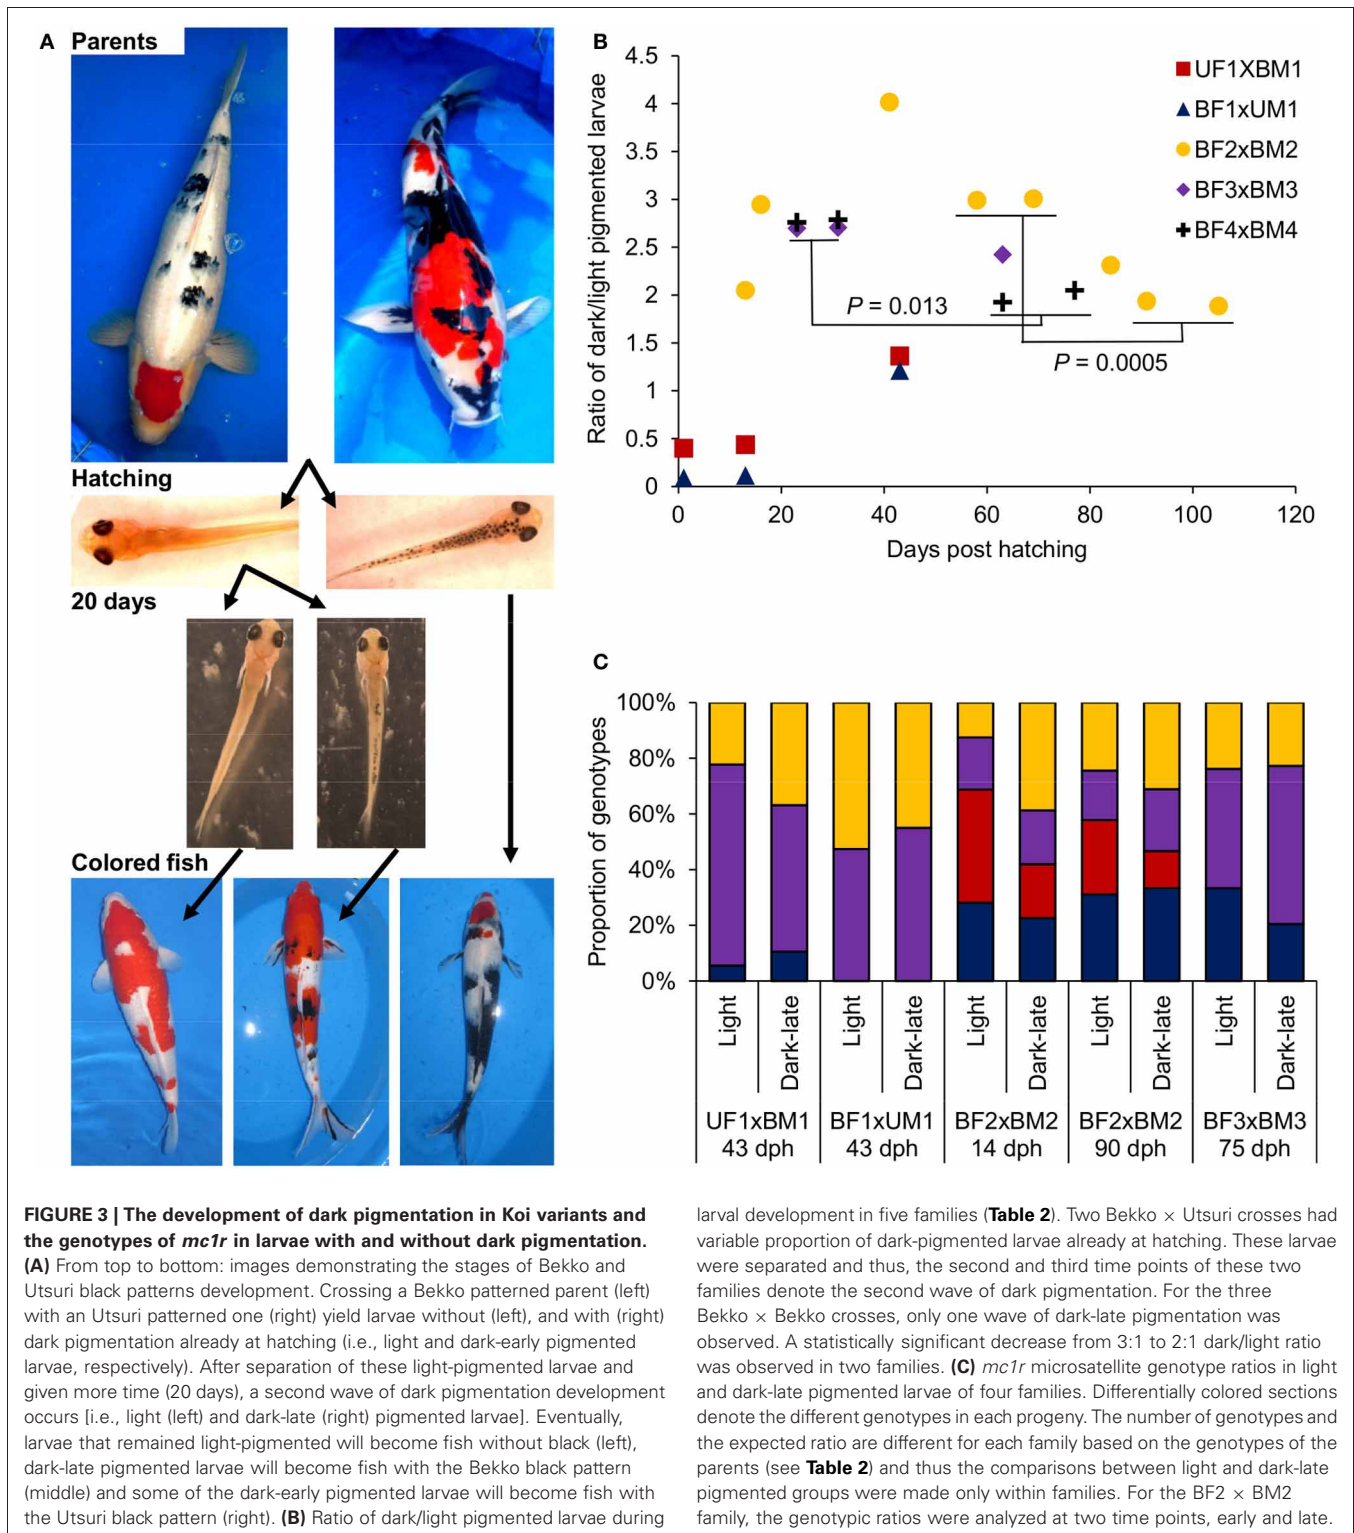 A Parents
Hatching
20 days
Colored fish
B
Ratio of dark/light pigmented larvae
4.5
4
3.5
3
2.5
2
1.5
1
0.5
0
0 20 40 60 80 100 120
Days post hatching
UF1XBM1
BF1xUM1
BF2xBM2
BF3xBM3
BF4xBM4
P = 0.013
P = 0.0005
C
Proportion of genotypes
100%
80%
60%
40%
20%
0%
Light Dark-late Light Dark-late Light Dark-late Light Dark-late Light Dark-late
UF1xBM1 BF1xUM1 BF2xBM2 BF2xBM2 BF3xBM3
43 dph 43 dph 14 dph 90 dph 75 dph
FIGURE 3 | The development of dark pigmentation in Koi variants and
the genotypes of mc1r in larvae with and without dark pigmentation.
(A) From top to bottom: images demonstrating the stages of Bekko and
Utsuri black patterns development. Crossing a Bekko patterned parent (left)
with an Utsuri patterned one (right) yield larvae without (left), and with (right)
dark pigmentation already at hatching (i.e., light and dark-early pigmented
larvae, respectively). After separation of these light-pigmented larvae and
given more time (20 days), a second wave of dark pigmentation development
occurs [i.e., light (left) and dark-late (right) pigmented larvae]. Eventually,
larvae that remained light-pigmented will become fish without black (left),
dark-late pigmented larvae will become fish with the Bekko black pattern
(middle) and some of the dark-early pigmented larvae will become fish with
the Utsuri black pattern (right). (B) Ratio of dark/light pigmented larvae during
larval development in five families (Table 2). Two Bekko × Utsuri crosses had
variable proportion of dark-pigmented larvae already at hatching. These larvae
were separated and thus, the second and third time points of these two
families denote the second wave of dark pigmentation. For the three
Bekko × Bekko crosses, only one wave of dark-late pigmentation was
observed. A statistically significant decrease from 3:1 to 2:1 dark/light ratio
was observed in two families. (C) mc1r microsatellite genotype ratios in light
and dark-late pigmented larvae of four families. Differentially colored sections
denote the different genotypes in each progeny. The number of genotypes and
the expected ratio are different for each family based on the genotypes of the
parents (see Table 2) and thus the comparisons between light and dark-late
pigmented groups were made only within families. For the BF2 × BM2
family, the genotypic ratios were analyzed at two time points, early and late.